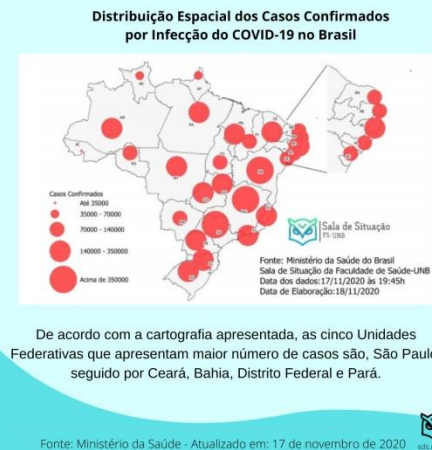 Distribuição Espacial dos Casos Confirmados
por Infecção do COVID-19 no Brasil
Casos Confirmados
Até 35000
35000 - 70000
70000 - 140000
140000 - 350000
Acima de 350000
Sala de Situação
FS-UNB
Fonte: Ministério da Saúde do Brasil
Sala de Situação da Faculdade de Saúde-UNB
Data dos dados:17/11/2020 às 19:45h
Data de Elaboração:18/11/2020
De acordo com a cartografia apresentada, as cinco Unidades
Federativas que apresentam maior número de casos são, São Paulo
seguido por Ceará, Bahia, Distrito Federal e Pará.
Fonte: Ministério da Saúde - Atualizado em: 17 de novembro de 2020